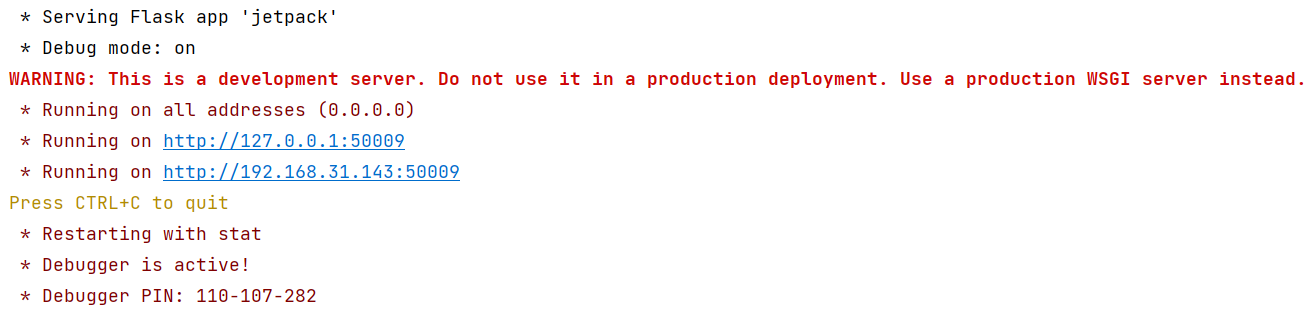 * Serving Flask app 'jetpack'
* Debug mode: on
WARNING: This is a development server. Do not use it in a production deployment. Use a production WSGI server instead.
* Running on all addresses (0.0.0.0)
* Running on http://127.0.0.1:50009
* Running on http://192.168.31.143:50009
Press CTRL+C to quit
* Restarting with stat
* Debugger is active!
* Debugger PIN: 110-107-282